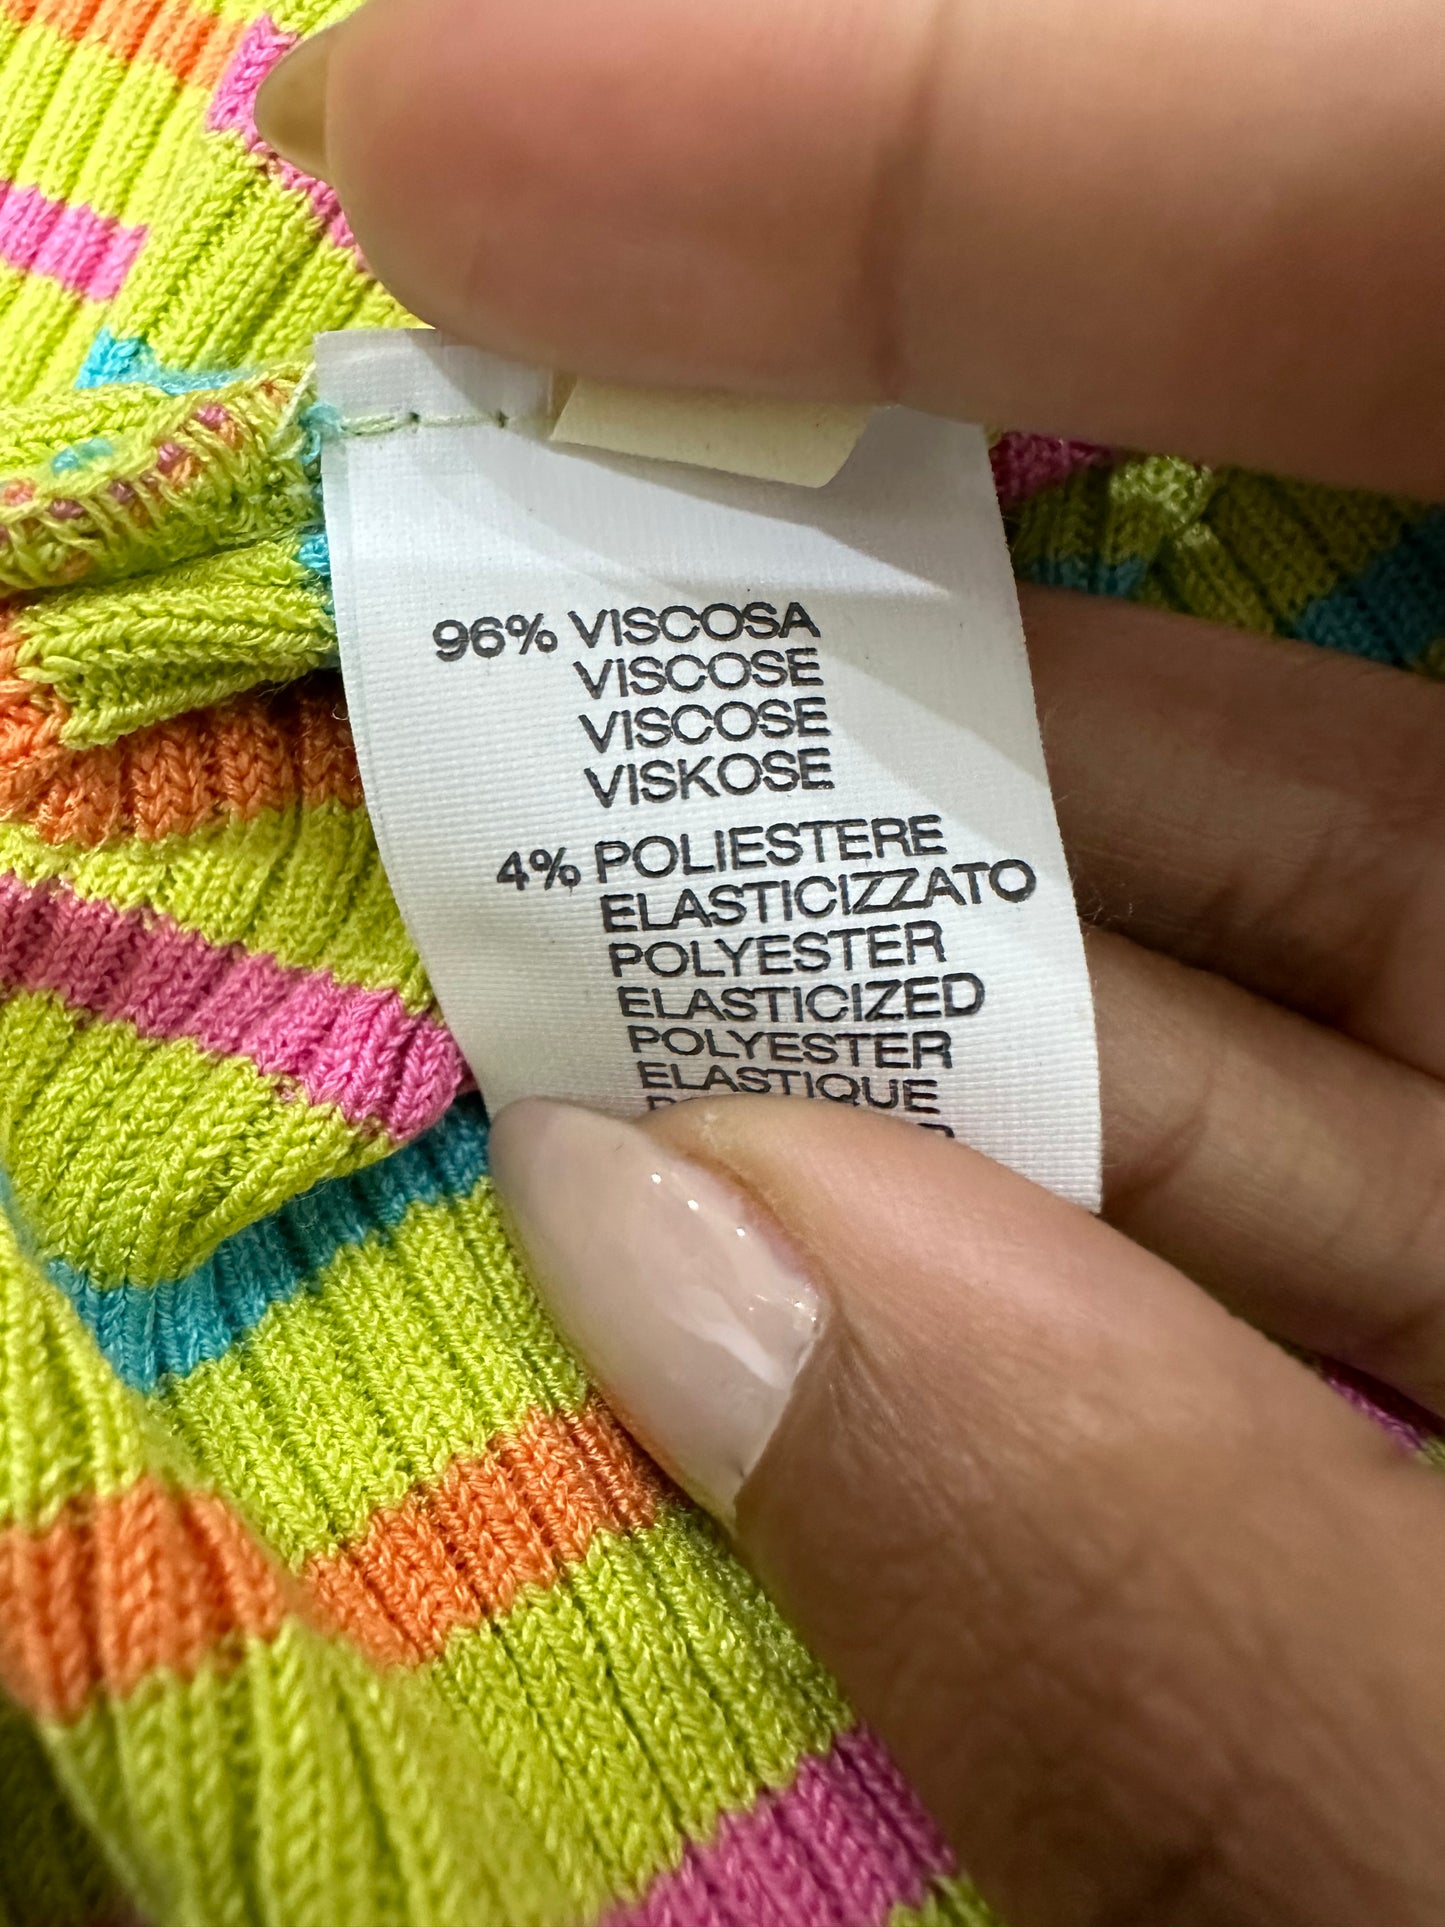 96% VISCOSA
VISCOSE
VISCOSE
VISKOSE
4% POLIESTERE
ELASTICIZZATO
POLYESTER
ELASTICIZED
POLYESTER
ELASTIQUE